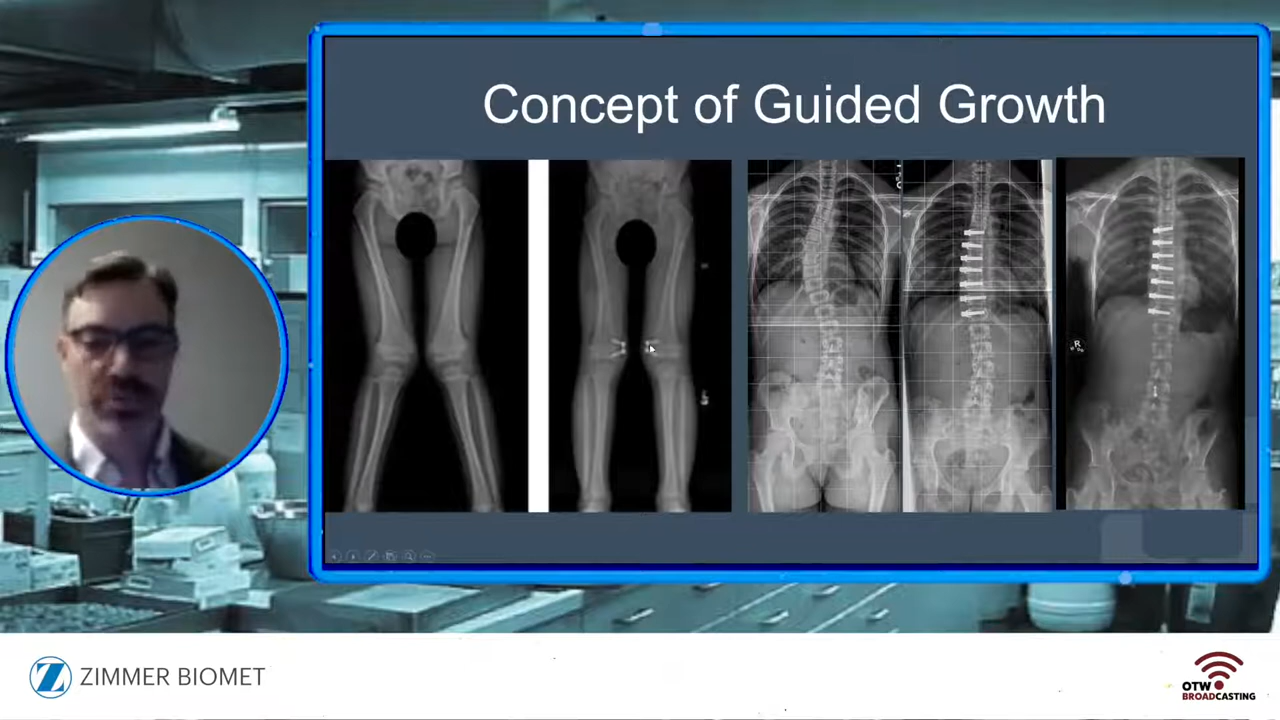 Concept of Guided Growth
R
ZIMMER BIOMET
OTW
BROADCASTING